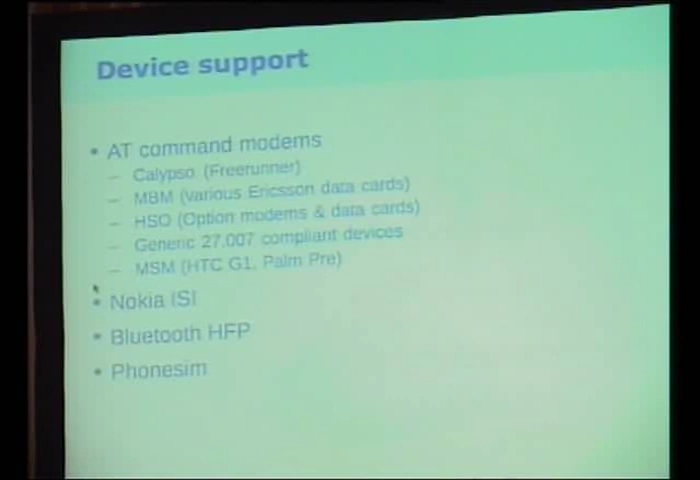 Device support
• AT command modems
– Calypso (Freerunner)
– MBM (various Ericsson data cards)
– HSO (Option modems & data cards)
– Generic 27.007 compliant devices
– MSM (HTC G1, Palm Pre)
• Nokia ISI
• Bluetooth HFP
• Phonesim